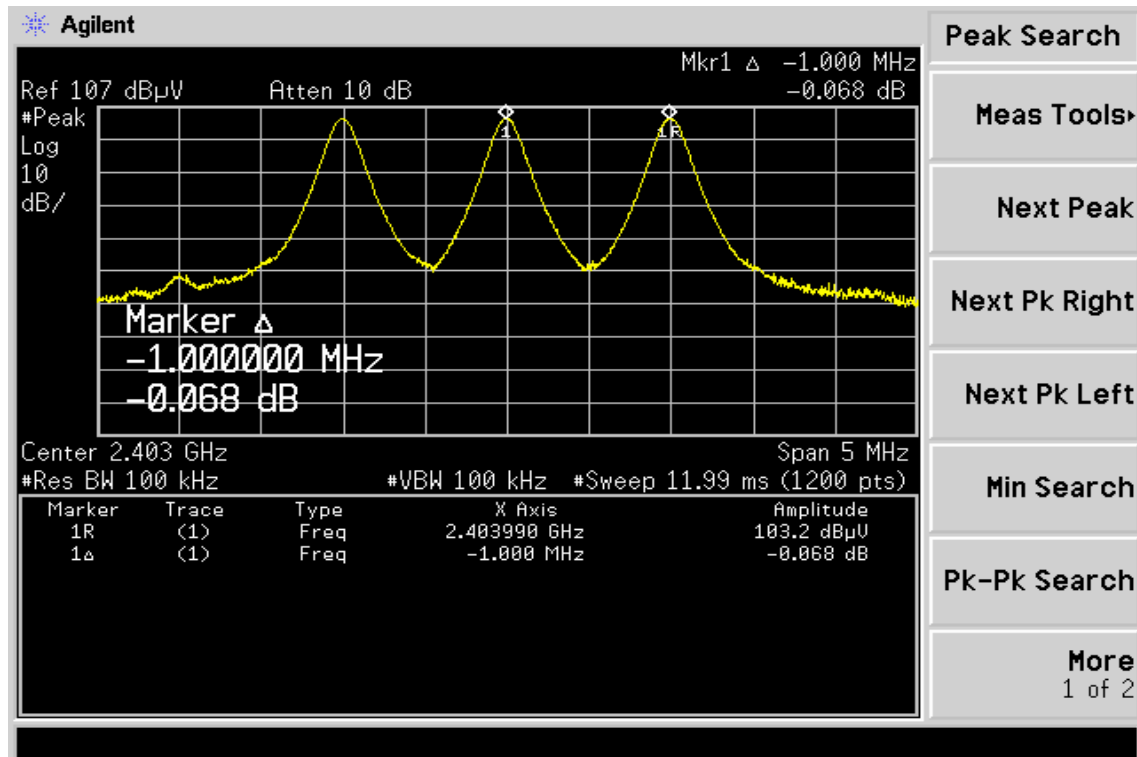 Agilent
Peak Search
Mkr1 Δ −1.000 MHz
Ref 107 dBµV Atten 10 dB −0.068 dB
#Peak
Log
10
dB/
1
1R
Marker Δ
−1.000000 MHz
−0.068 dB
Center 2.403 GHz Span 5 MHz
#Res BW 100 kHz #VBW 100 kHz #Sweep 11.99 ms (1200 pts)
Marker Trace Type X Axis Amplitude
1R (1) Freq 2.403990 GHz 103.2 dBµV
1Δ (1) Freq −1.000 MHz −0.068 dB
Meas Tools▸
Next Peak
Next Pk Right
Next Pk Left
Min Search
Pk−Pk Search
More
1 of 2